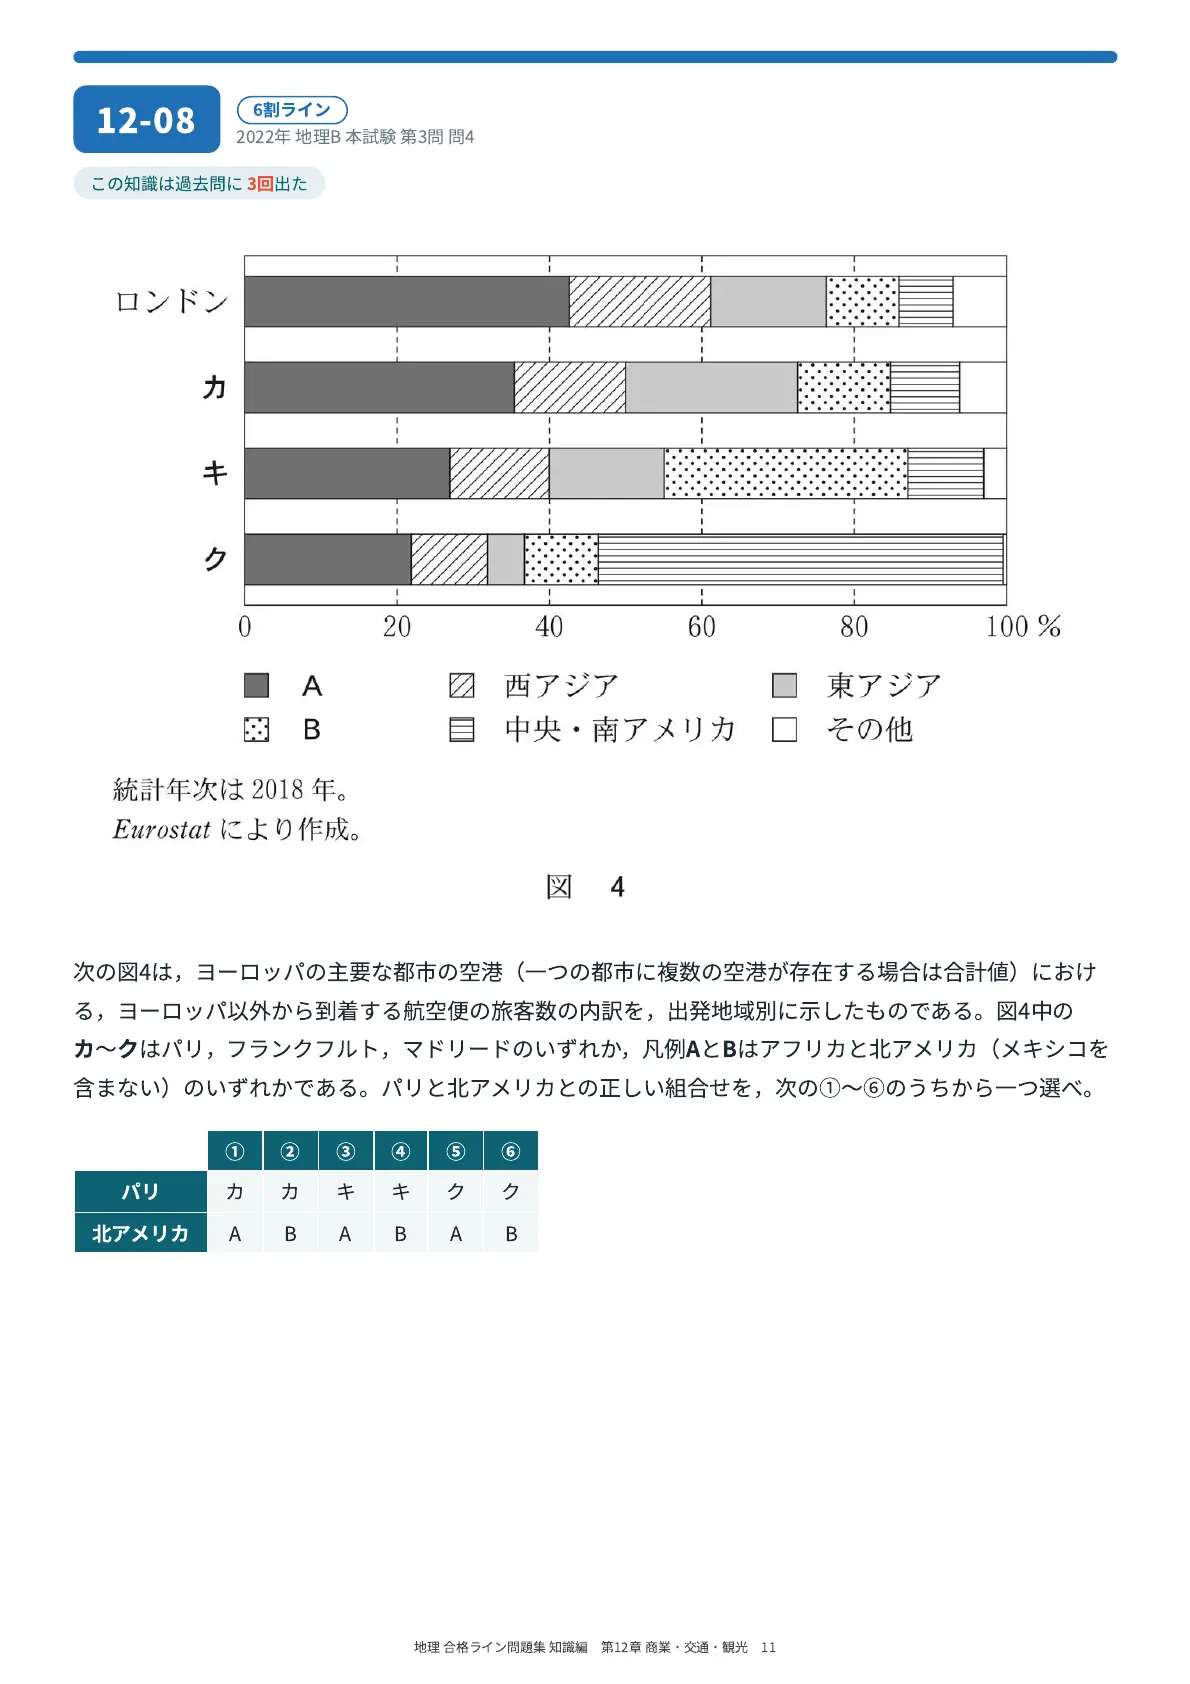 12-08
6割ライン
2022年 地理B 本試験 第3問 問4
この知識は過去問に 3回出た
ロンドン
カ
キ
ク
0 20 40 60 80 100 %
A 西アジア 東アジア
B 中央・南アメリカ その他
統計年次は 2018 年。
Eurostat により作成。
図 4
次の図4は，ヨーロッパの主要な都市の空港（一つの都市に複数の空港が存在する場合は合計値）におけ
る，ヨーロッパ以外から到着する航空便の旅客数の内訳を，出発地域別に示したものである。図4中の
カ～クはパリ，フランクフルト，マドリードのいずれか，凡例AとBはアフリカと北アメリカ（メキシコを
含まない）のいずれかである。パリと北アメリカとの正しい組合せを，次の①～⑥のうちから一つ選べ。
① ② ③ ④ ⑤ ⑥
パリ カ カ キ キ ク ク
北アメリカ A B A B A B
地理 合格ライン問題集 知識編 第12章 商業・交通・観光 11